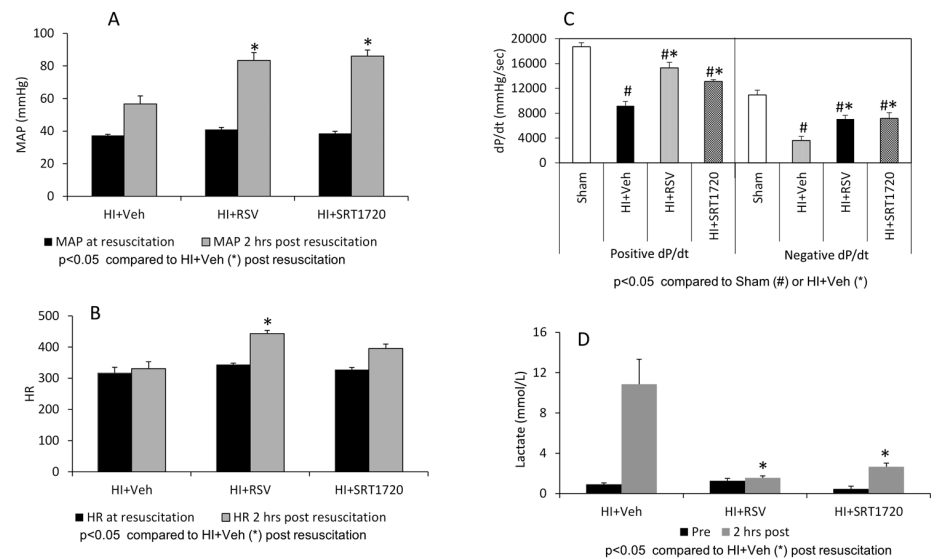 A
MAP (mmHg)
100
80
60
40
20
0
HI+Veh HI+RSV HI+SRT1720
* *
MAP at resuscitation MAP 2 hrs post resuscitation
p<0.05 compared to HI+Veh (*) post resuscitation
B
HR
500
400
300
200
100
0
HI+Veh HI+RSV HI+SRT1720
*
HR at resuscitation HR 2 hrs post resuscitation
p<0.05 compared to HI+Veh (*) post resuscitation
C
dP/dt (mmHg/sec)
20000
16000
12000
8000
4000
0
# #* #* # #* #*
Sham HI+Veh HI+RSV HI+SRT1720 Sham HI+Veh HI+RSV HI+SRT1720
Positive dP/dt Negative dP/dt
p<0.05 compared to Sham (#) or HI+Veh (*)
D
Lactate (mmol/L)
16
12
8
4
0
* *
HI+Veh HI+RSV HI+SRT1720
Pre 2 hrs post
p<0.05 compared to HI+Veh (*) post resuscitation